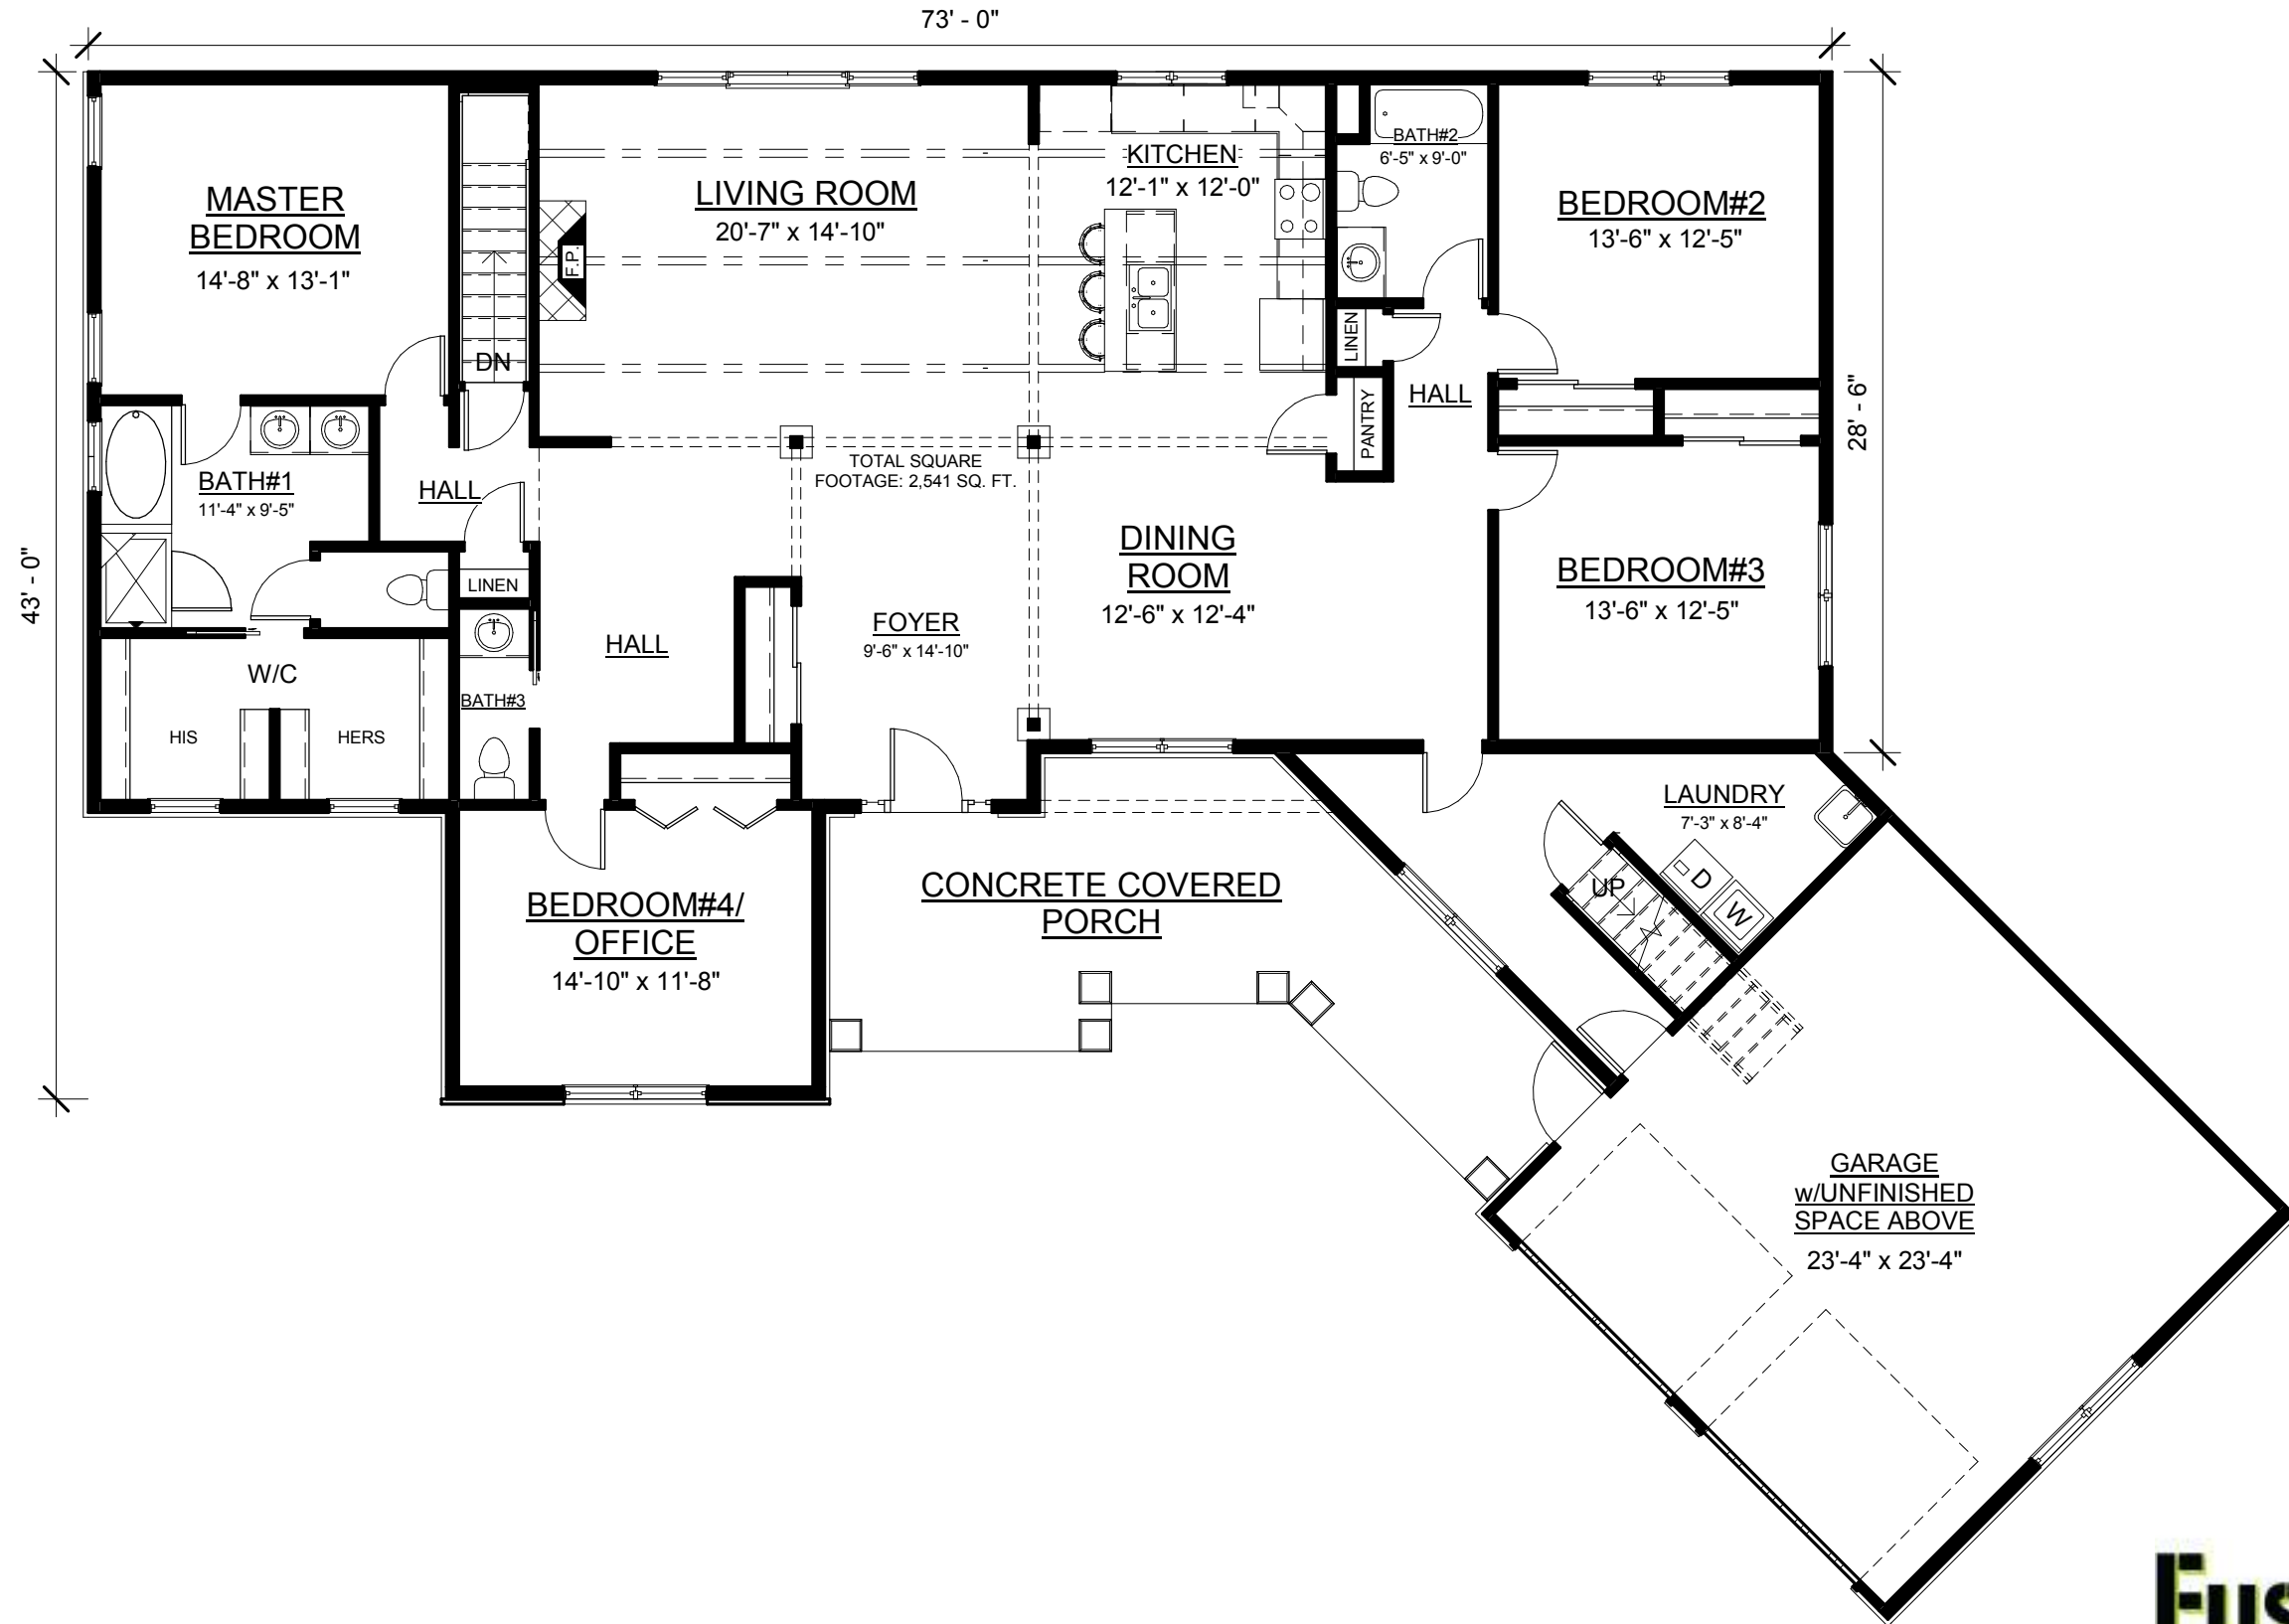 73' - 0"
MASTER
BEDROOM
14'-8" x 13'-1"
DN
LIVING ROOM
20'-7" x 14'-10"
F.P.
KITCHEN
12'-1" x 12'-0"
BATH#2
6'-5" x 9'-0"
BEDROOM#2
13'-6" x 12'-5"
LINEN
PANTRY
HALL
28' - 6"
43' - 0"
BATH#1
11'-4" x 9'-5"
HALL
LINEN
TOTAL SQUARE
FOOTAGE: 2,541 SQ. FT.
DINING
ROOM
12'-6" x 12'-4"
BEDROOM#3
13'-6" x 12'-5"
FOYER
9'-6" x 14'-10"
HALL
W/C
HIS
HERS
BATH#3
LAUNDRY
7'-3" x 8'-4"
UP
D
W
BEDROOM#4/
OFFICE
14'-10" x 11'-8"
CONCRETE COVERED
PORCH
GARAGE
w/UNFINISHED
SPACE ABOVE
23'-4" x 23'-4"